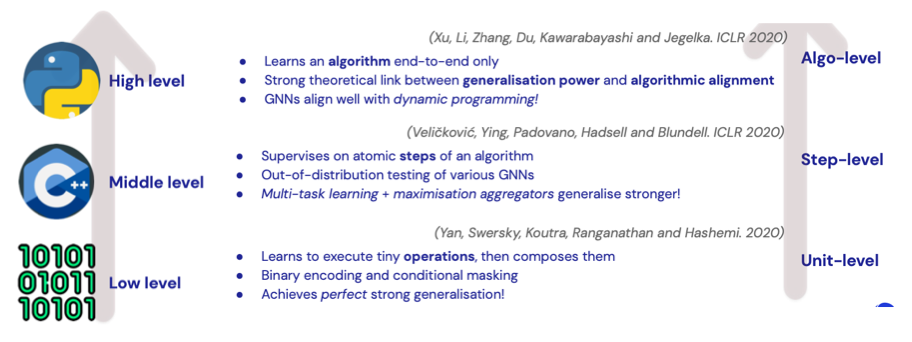 (Xu, Li, Zhang, Du, Kawarabayashi and Jegelka. ICLR 2020)
High level
● Learns an algorithm end-to-end only
● Strong theoretical link between generalisation power and algorithmic alignment
● GNNs align well with dynamic programming!
Algo-level
(Veličković, Ying, Padovano, Hadsell and Blundell. ICLR 2020)
C++
Middle level
● Supervises on atomic steps of an algorithm
● Out-of-distribution testing of various GNNs
● Multi-task learning + maximisation aggregators generalise stronger!
Step-level
(Yan, Swersky, Koutra, Ranganathan and Hashemi. 2020)
10101
01011
10101
Low level
● Learns to execute tiny operations, then composes them
● Binary encoding and conditional masking
● Achieves perfect strong generalisation!
Unit-level